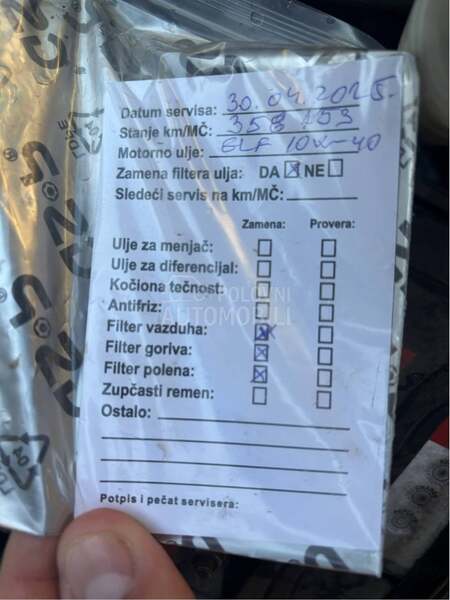 Datum servisa: 30.04.2025.
Stanje km/MČ: 358 153
Motorno ulje: ELF 10W-40
Zamena filtera ulja: DA ☒ NE ☐
Sledeći servis na km/MČ:
Zamena: Provera:
Ulje za menjač: ☐ ☐
Ulje za diferencijal: ☐ ☐
Kočiona tečnost: ☐ ☐
Antifriz: ☐ ☐
Filter vazduha: ☒ ☐
Filter goriva: ☒ ☐
Filter polena: ☒ ☐
Zupčasti remen: ☐ ☐
Ostalo:
Potpis i pečat servisera:
POLOVNI
AUTOMOBILI